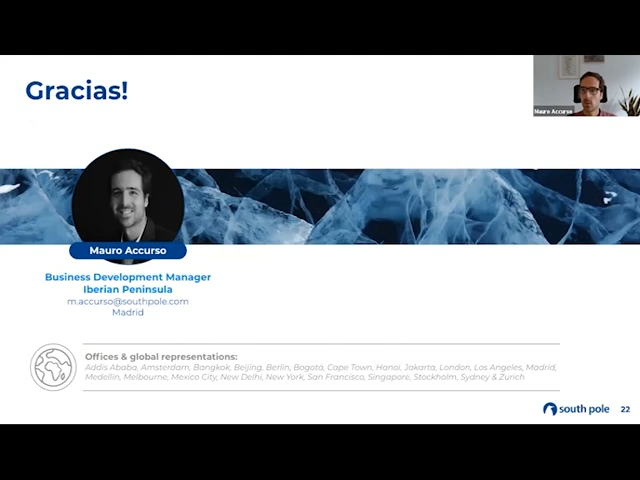 Gracias!
Mauro Accurso
Mauro Accurso
Business Development Manager
Iberian Peninsula
m.accurso@southpole.com
Madrid
Offices & global representations:
Addis Ababa, Amsterdam, Bangkok, Beijing, Berlin, Bogotá, Cape Town, Hanoi, Jakarta, London, Los Angeles, Madrid,
Medellin, Melbourne, Mexico City, New Delhi, New York, San Francisco, Singapore, Stockholm, Sydney & Zurich
south pole 22